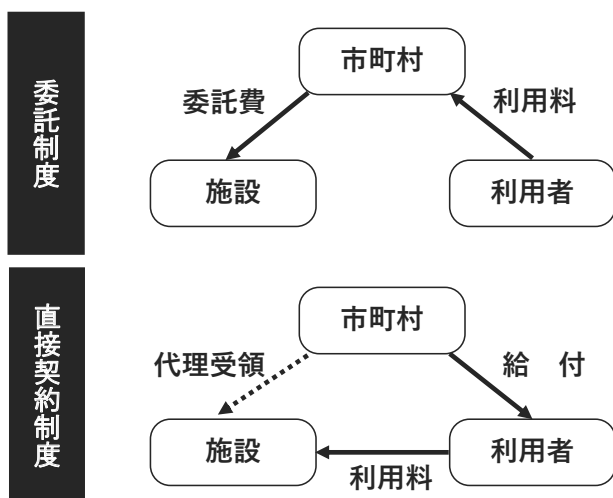 委託制度
市町村
委託費
利用料
施設
利用者
直接契約制度
市町村
代理受領
給　付
施設
利用者
利用料